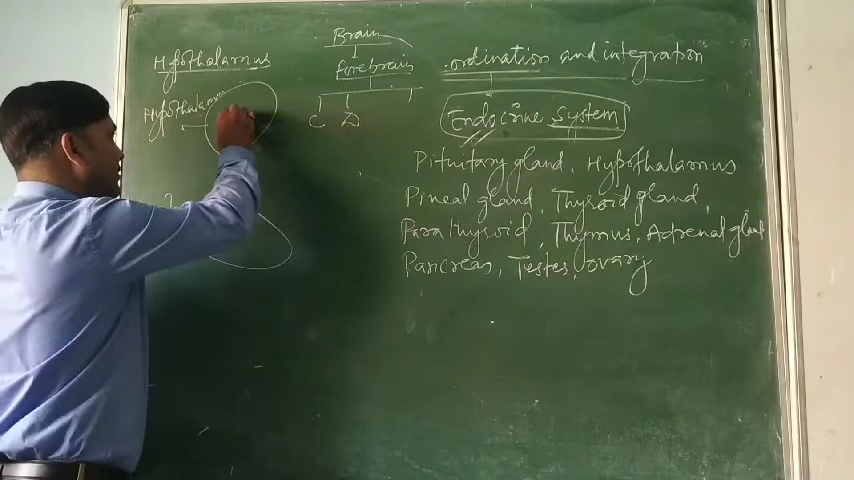 Brain
Hypothalamus
forebrain
.ordination and integration
Hypothalamus
C D
Endocrine System
Pituitary gland, Hypothalamus
Pineal gland, Thyroid gland,
Parathyroid, Thymus, Adrenal gland
Pancreas, Testes, ovary